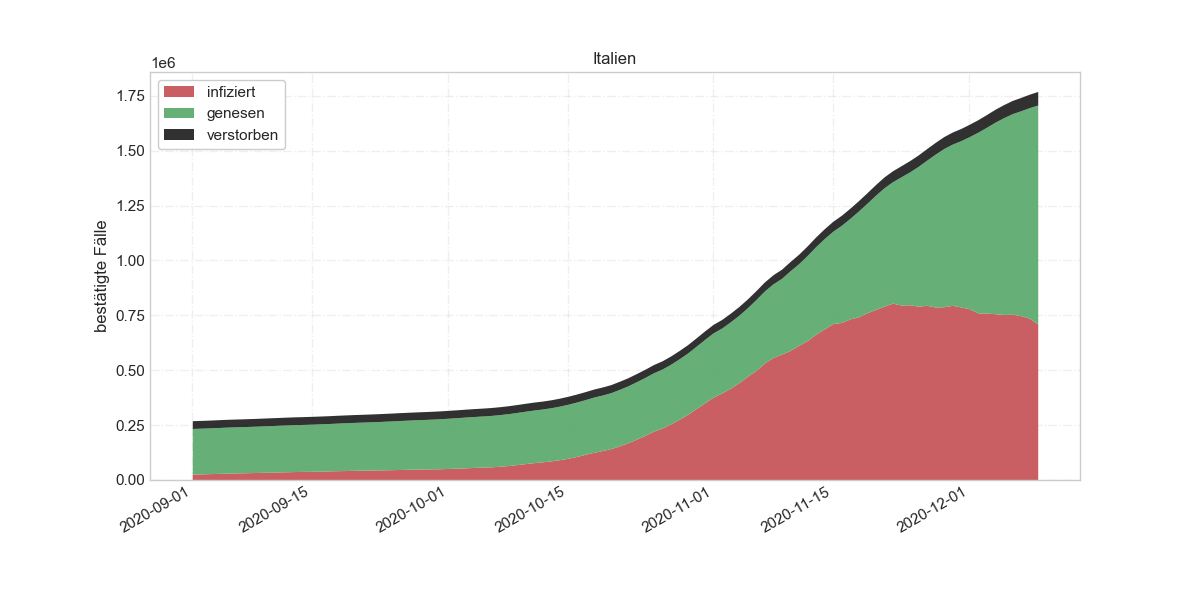 Italien
1e6
infiziert
genesen
verstorben
bestätigte Fälle
1.75
1.50
1.25
1.00
0.75
0.50
0.25
0.00
2020-09-01
2020-09-15
2020-10-01
2020-10-15
2020-11-01
2020-11-15
2020-12-01